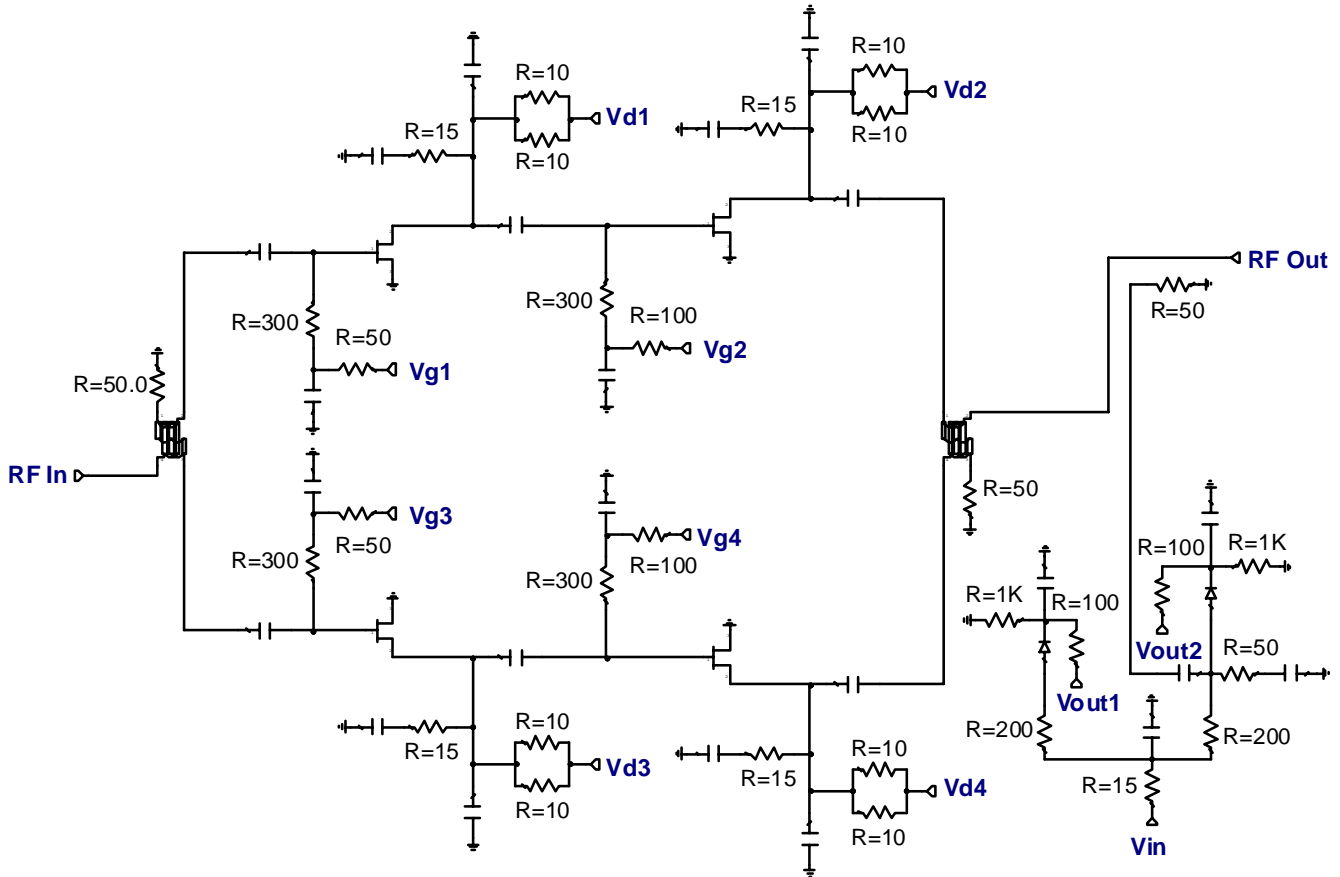 R=10
R=10
Vd1
Vd2
R=15
R=15
R=10
R=10
RF Out
R=300
R=50
R=300
R=100
R=50
Vg1
Vg2
R=50.0
RF In
R=50
Vg3
Vg4
R=50
R=100
R=1K
R=300
R=300
R=100
R=1K
R=100
Vout2
R=50
Vout1
R=10
R=15
R=200
R=200
R=10
Vd3
R=15
R=15
Vd4
R=10
R=10
Vin